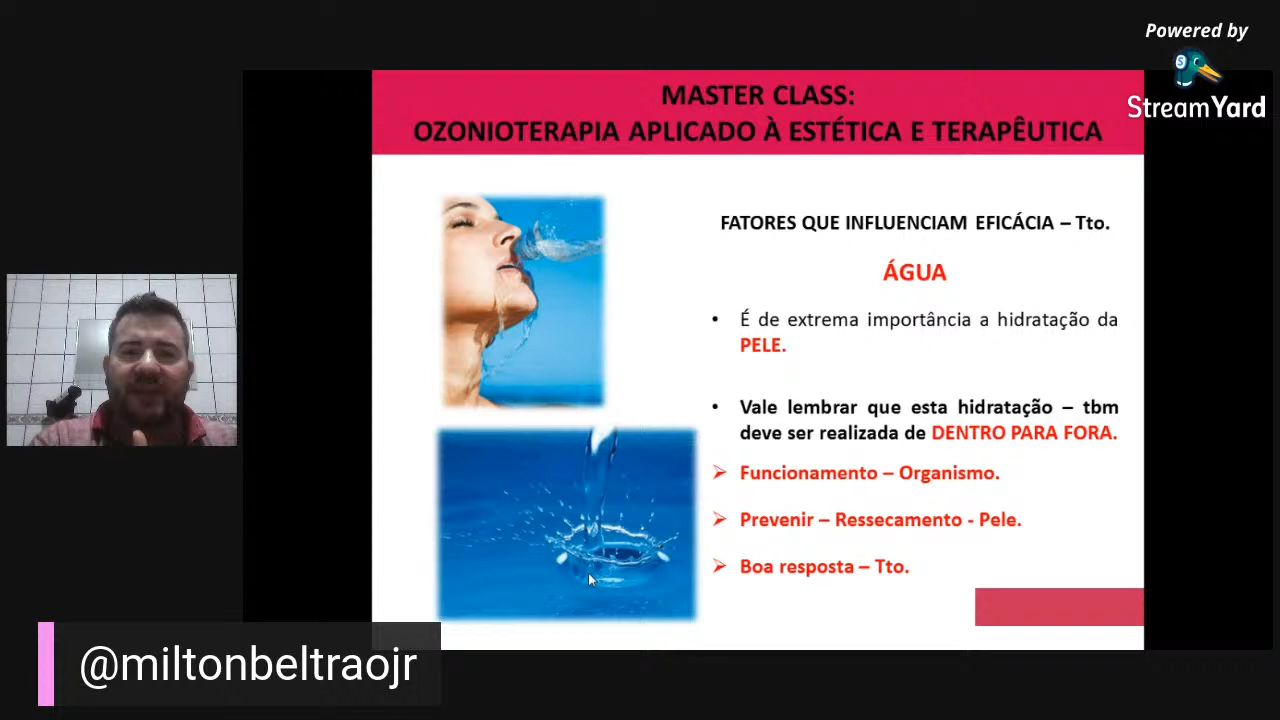 Powered by
StreamYard
MASTER CLASS:
OZONIOTERAPIA APLICADO À ESTÉTICA E TERAPÊUTICA
FATORES QUE INFLUENCIAM EFICÁCIA – Tto.
ÁGUA
• É de extrema importância a hidratação da
PELE.
• Vale lembrar que esta hidratação – tbm
deve ser realizada de DENTRO PARA FORA.
➢ Funcionamento – Organismo.
➢ Prevenir – Ressecamento - Pele.
➢ Boa resposta – Tto.
@miltonbeltraojr